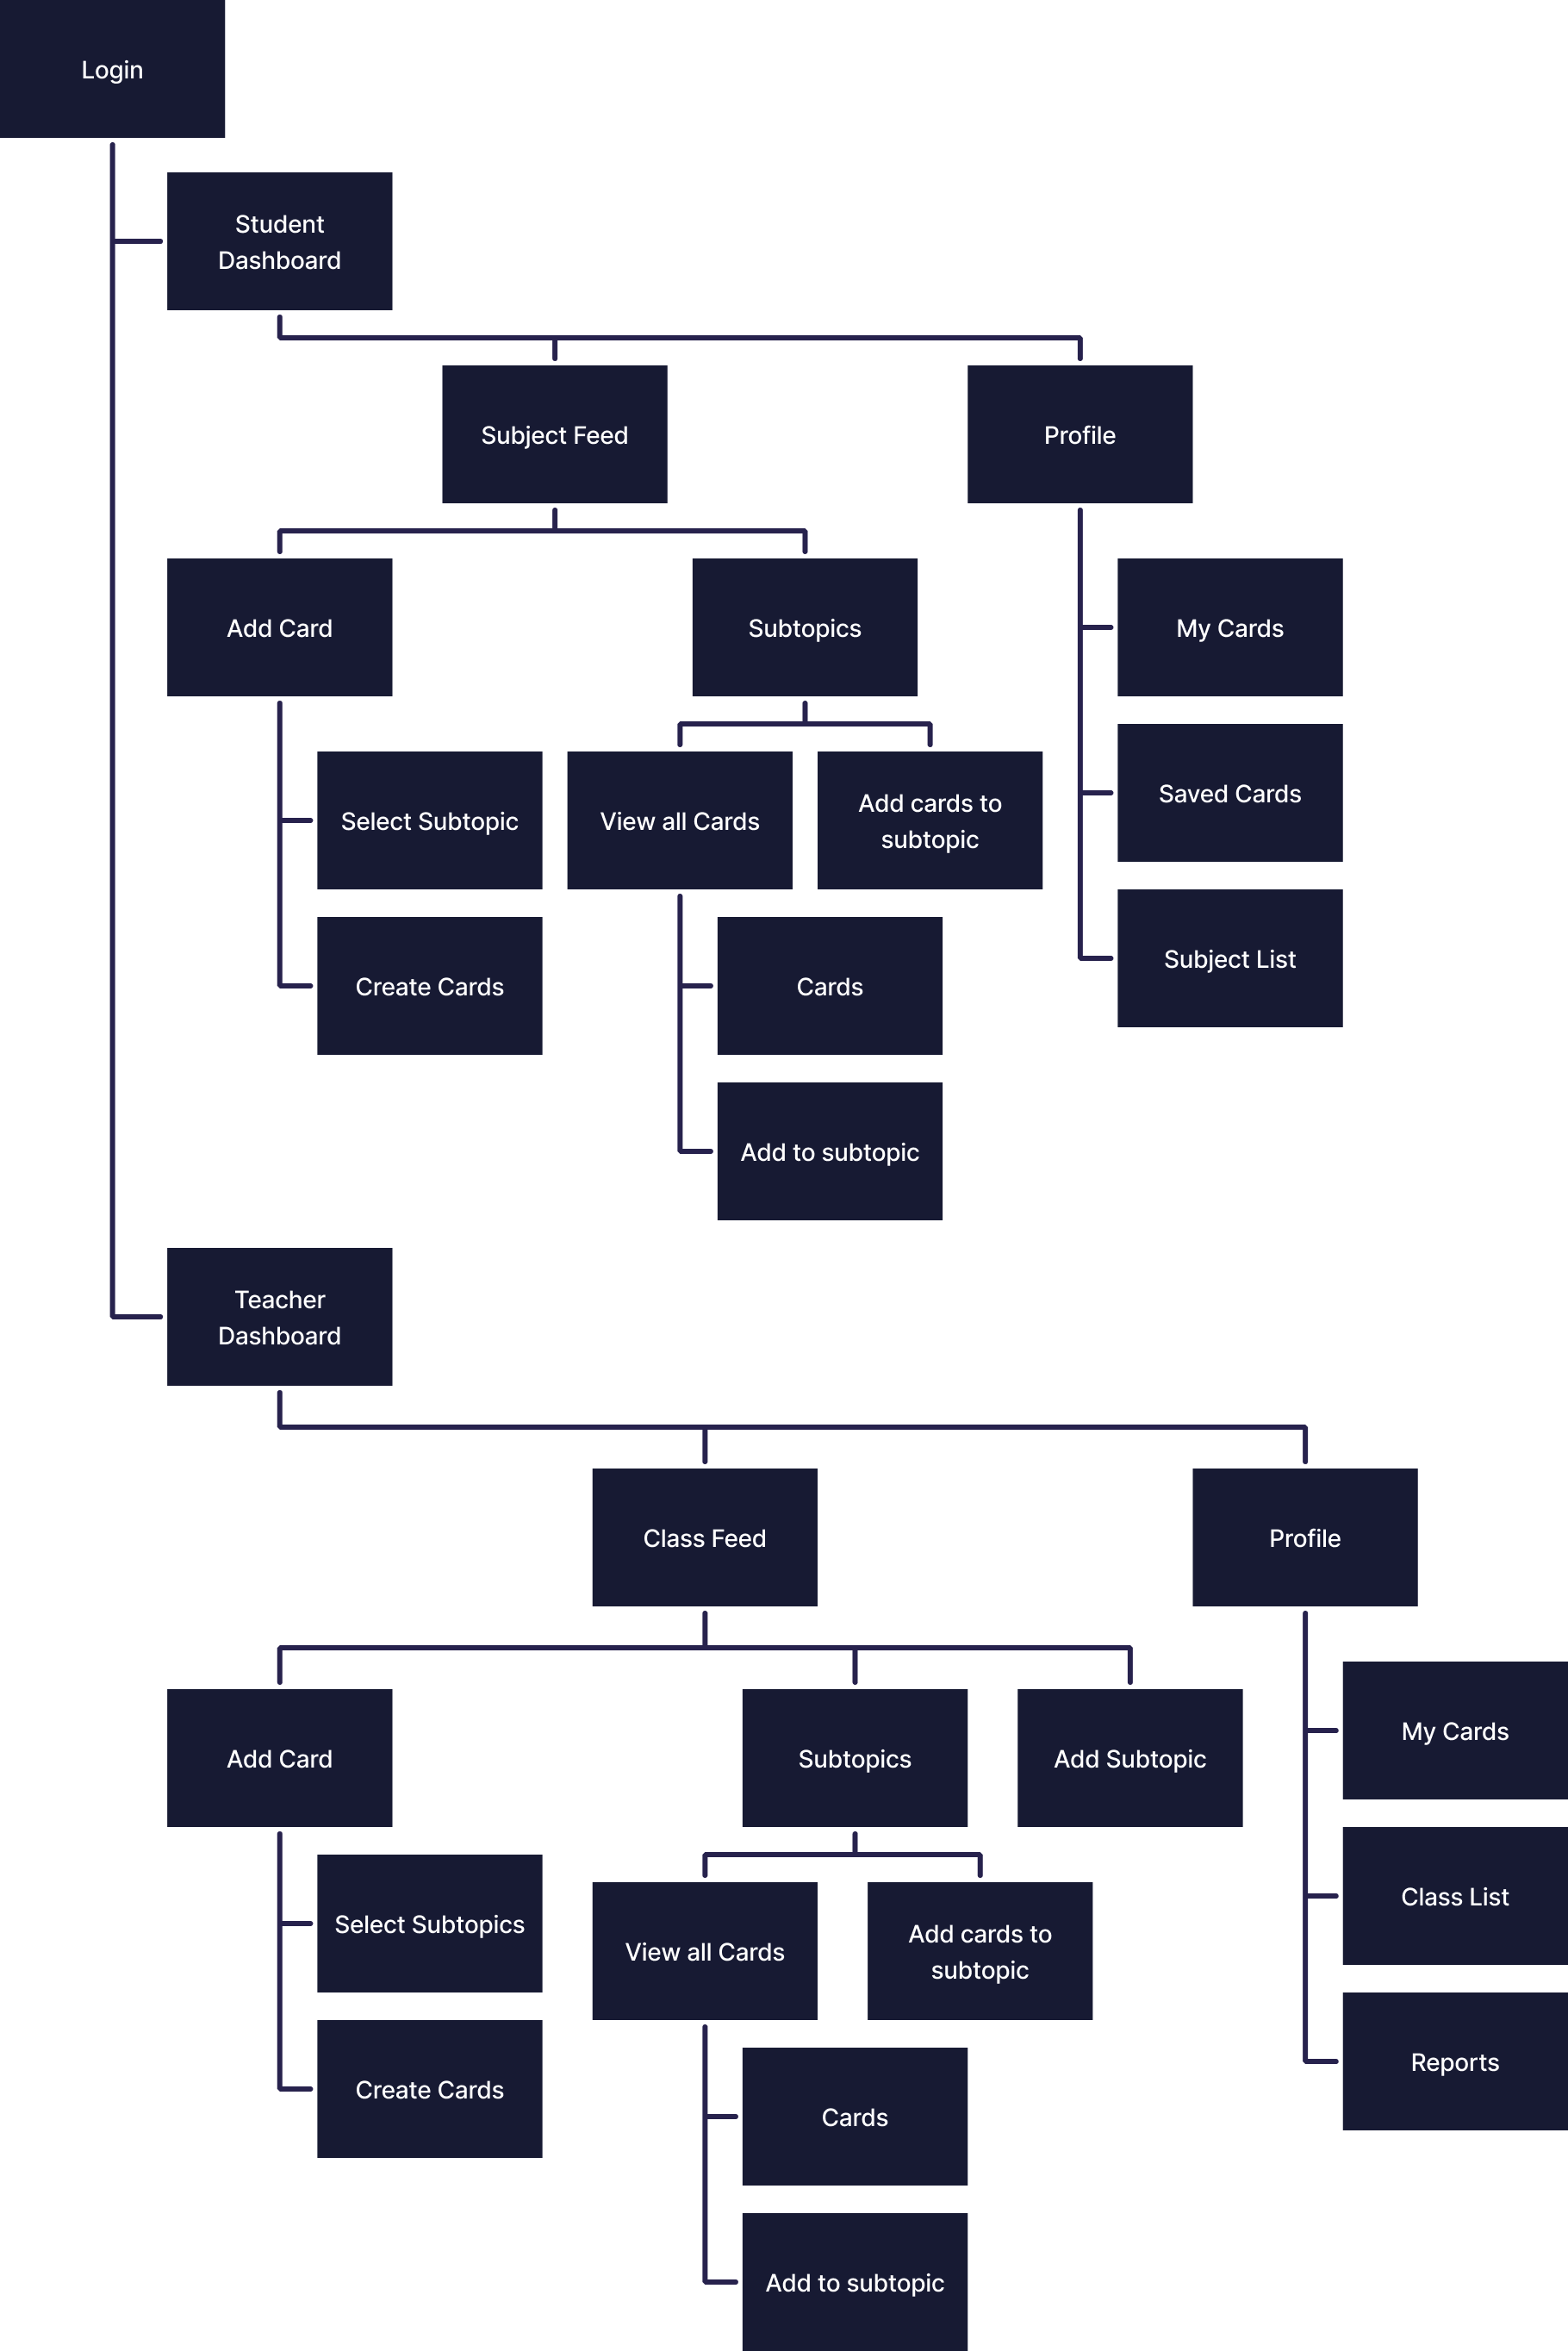 Login
Student
Dashboard
Subject Feed
Profile
Add Card
Subtopics
My Cards
Select Subtopic
View all Cards
Add cards to
subtopic
Saved Cards
Create Cards
Cards
Subject List
Add to subtopic
Teacher
Dashboard
Class Feed
Profile
Add Card
Subtopics
Add Subtopic
My Cards
Select Subtopics
View all Cards
Add cards to
subtopic
Class List
Create Cards
Cards
Reports
Add to subtopic